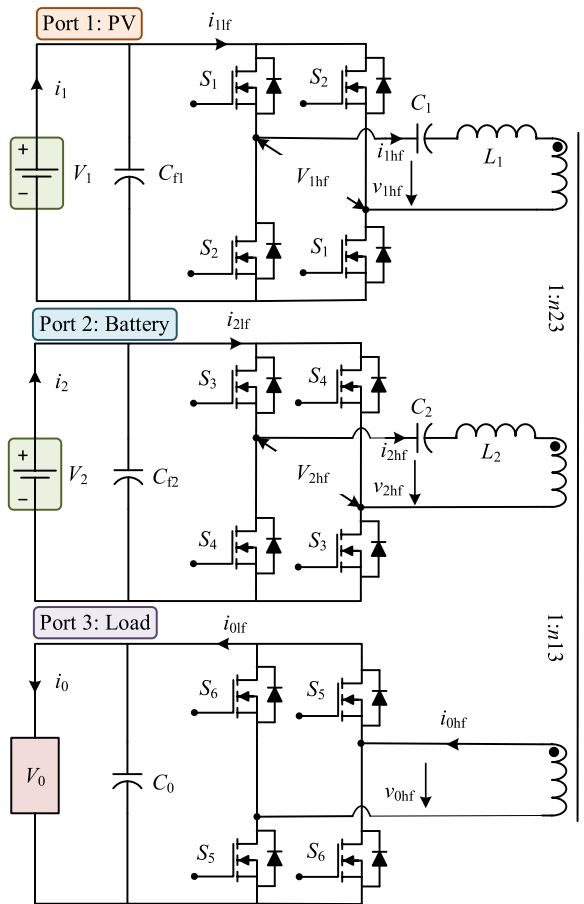 Port 1: PV
i1lf
i1
S1
S2
C1
+
−
V1
Cf1
V1hf
i1hf
v1hf
L1
S2
S1
1:n23
Port 2: Battery
i2lf
i2
S3
S4
C2
+
−
V2
Cf2
V2hf
i2hf
v2hf
L2
S4
S3
Port 3: Load
i0lf
1:n13
i0
S6
S5
i0hf
V0
C0
v0hf
S5
S6